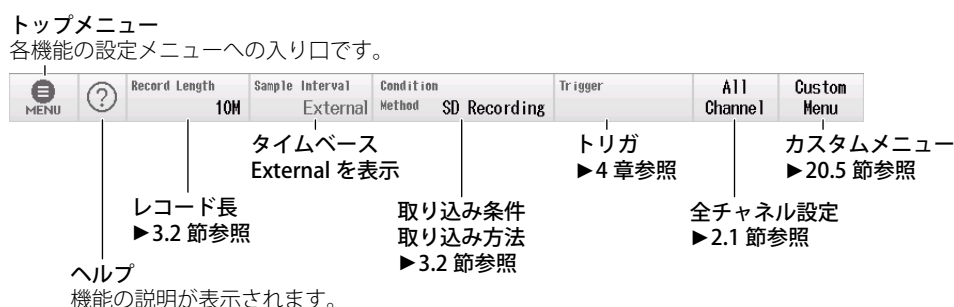 トップメニュー
各機能の設定メニューへの入り口です。
MENU
?
Record Length
10M
Sample Interval
External
Condition
Method SD Recording
Trigger
All
Channel
Custom
Menu
タイムベース
External を表示
トリガ
▶4 章参照
カスタムメニュー
▶20.5 節参照
レコード長
▶3.2 節参照
取り込み条件
取り込み方法
▶3.2 節参照
全チャネル設定
▶2.1 節参照
ヘルプ
機能の説明が表示されます。